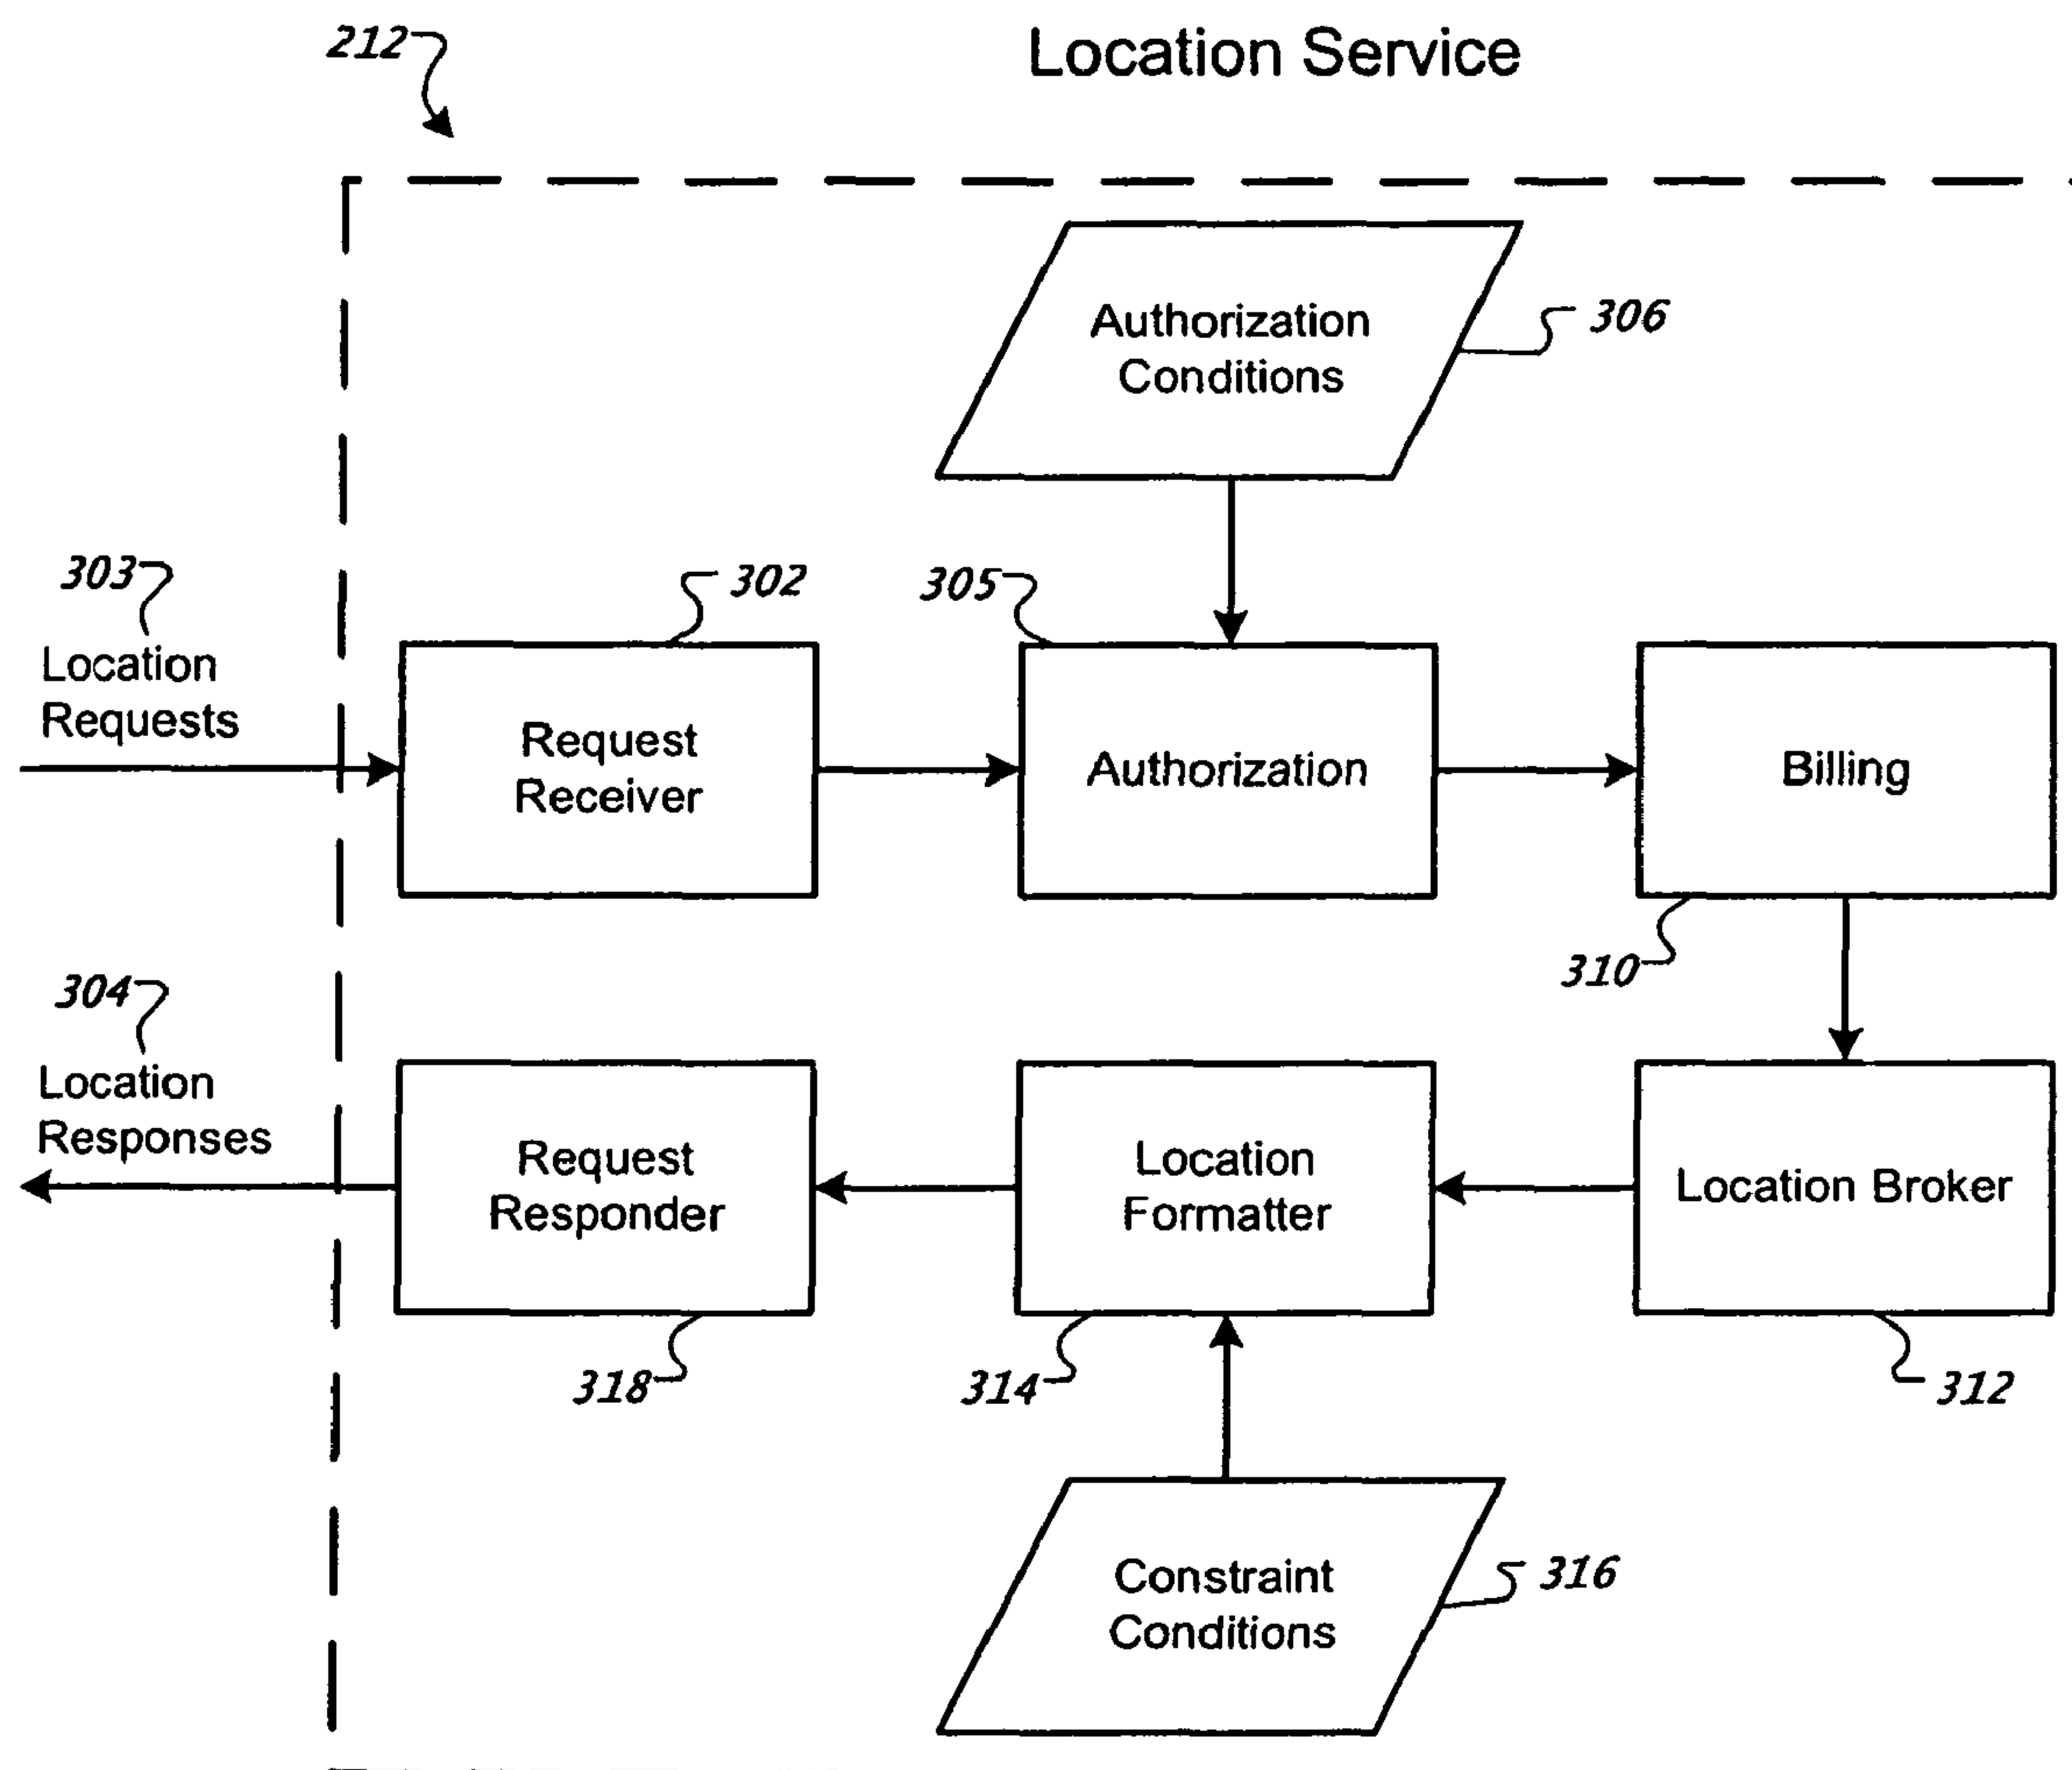 212
Location Service
Authorization
Conditions
306
303
302
305
Location
Requests
Request
Receiver
Authorization
Billing
310
304
Location
Responses
Request
Responder
Location
Formatter
Location Broker
318
314
312
Constraint
Conditions
316